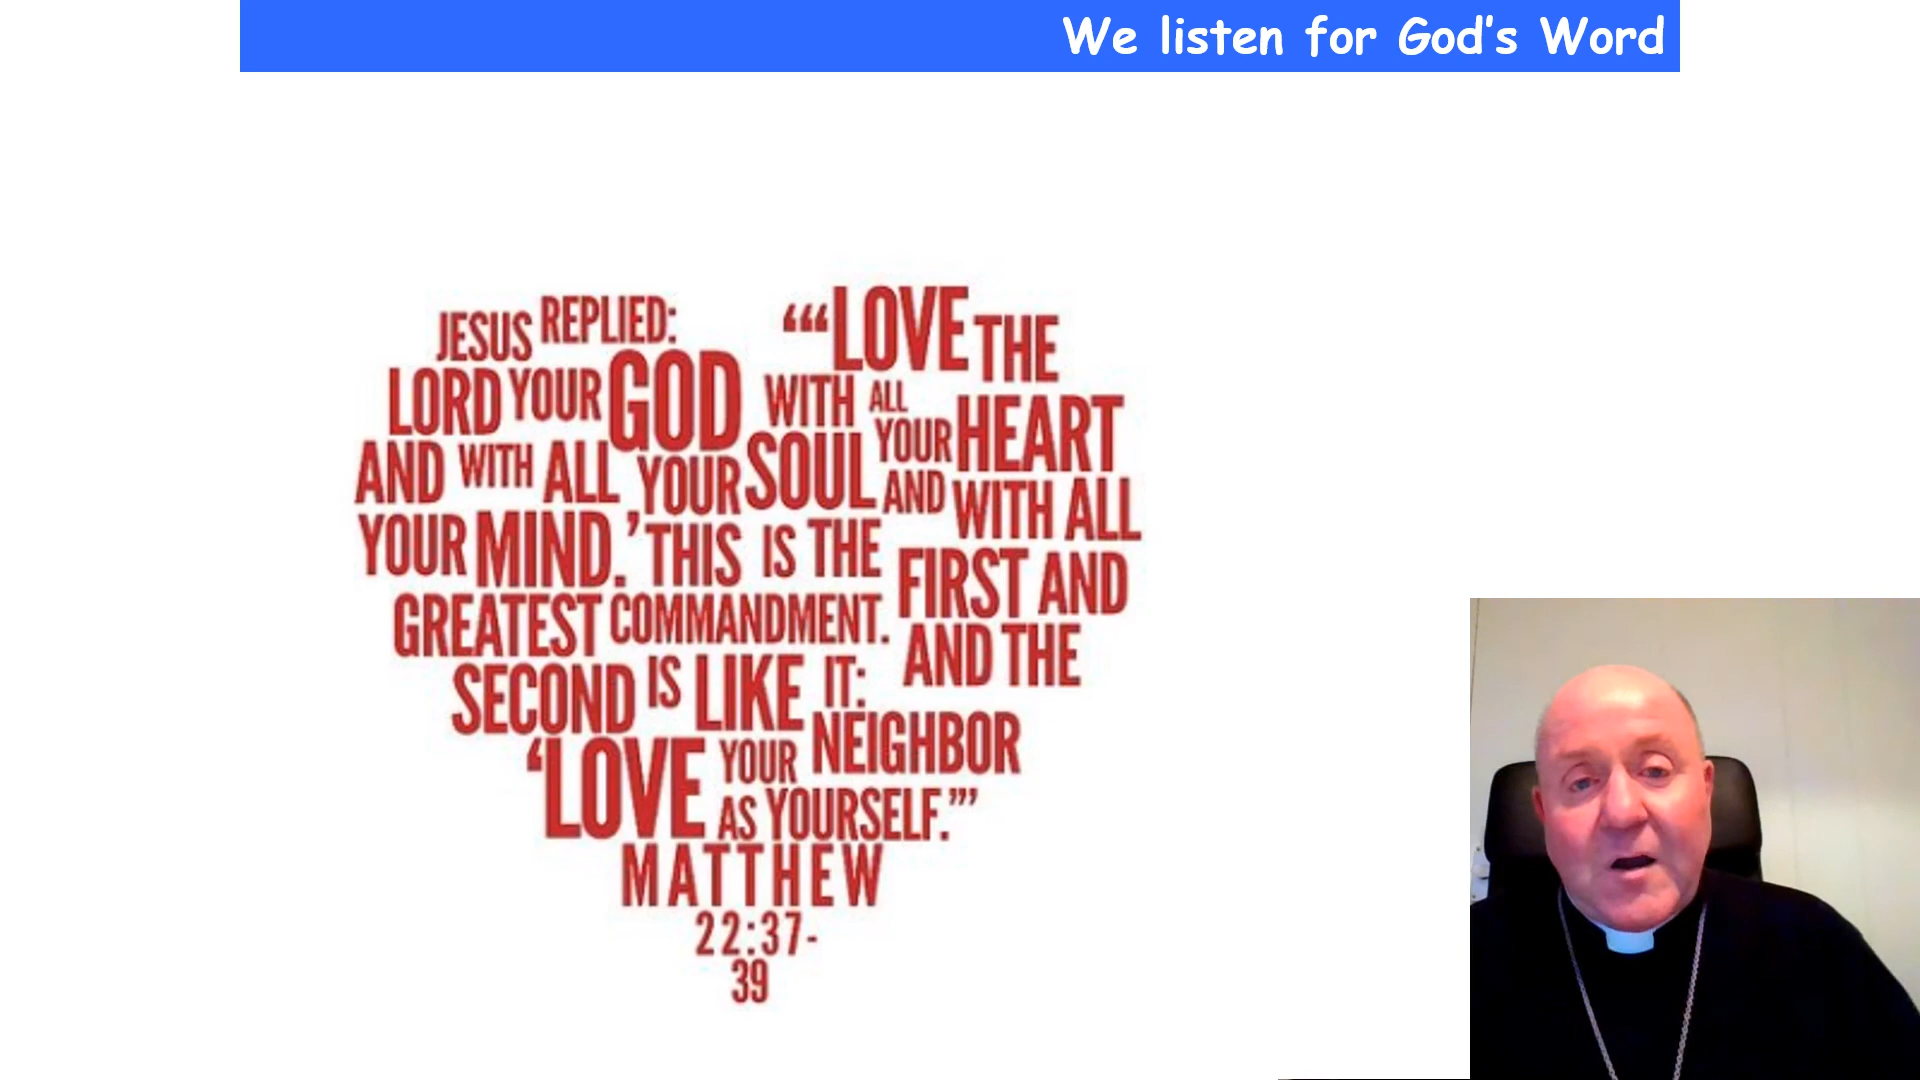 We listen for God's Word
JESUS REPLIED: “‘“LOVE THE
LORD YOUR GOD WITH ALL YOUR HEART
AND WITH ALL YOUR SOUL AND WITH ALL
YOUR MIND.’ THIS IS THE FIRST AND
GREATEST COMMANDMENT. AND THE
SECOND IS LIKE IT:
‘LOVE YOUR NEIGHBOR
AS YOURSELF.’”
MATTHEW
22:37-
39